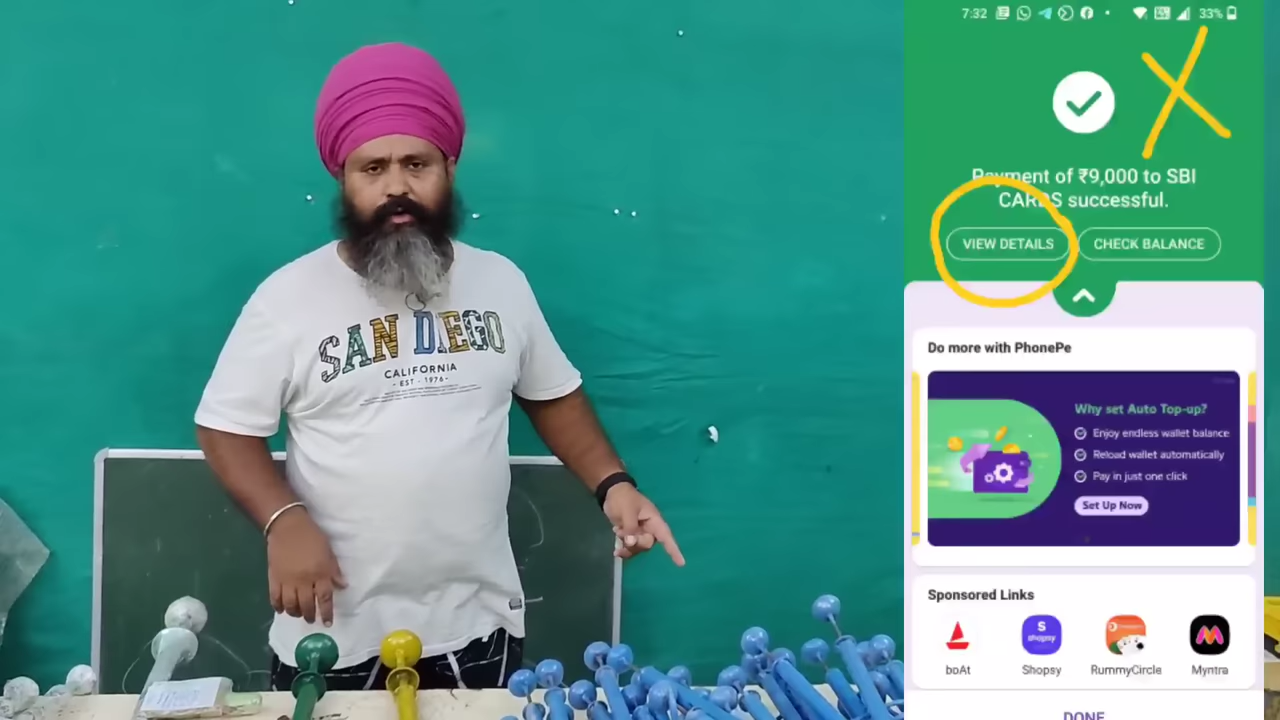 SAN DIEGO
CALIFORNIA
- EST - 1976 -
7:32
33%
Payment of ₹9,000 to SBI
CARDS successful.
VIEW DETAILS
CHECK BALANCE
Do more with PhonePe
Why set Auto Top-up?
Enjoy endless wallet balance
Reload wallet automatically
Pay in just one click
Set Up Now
Sponsored Links
S
shopsy
boAt
Shopsy
RummyCircle
Myntra
DONE